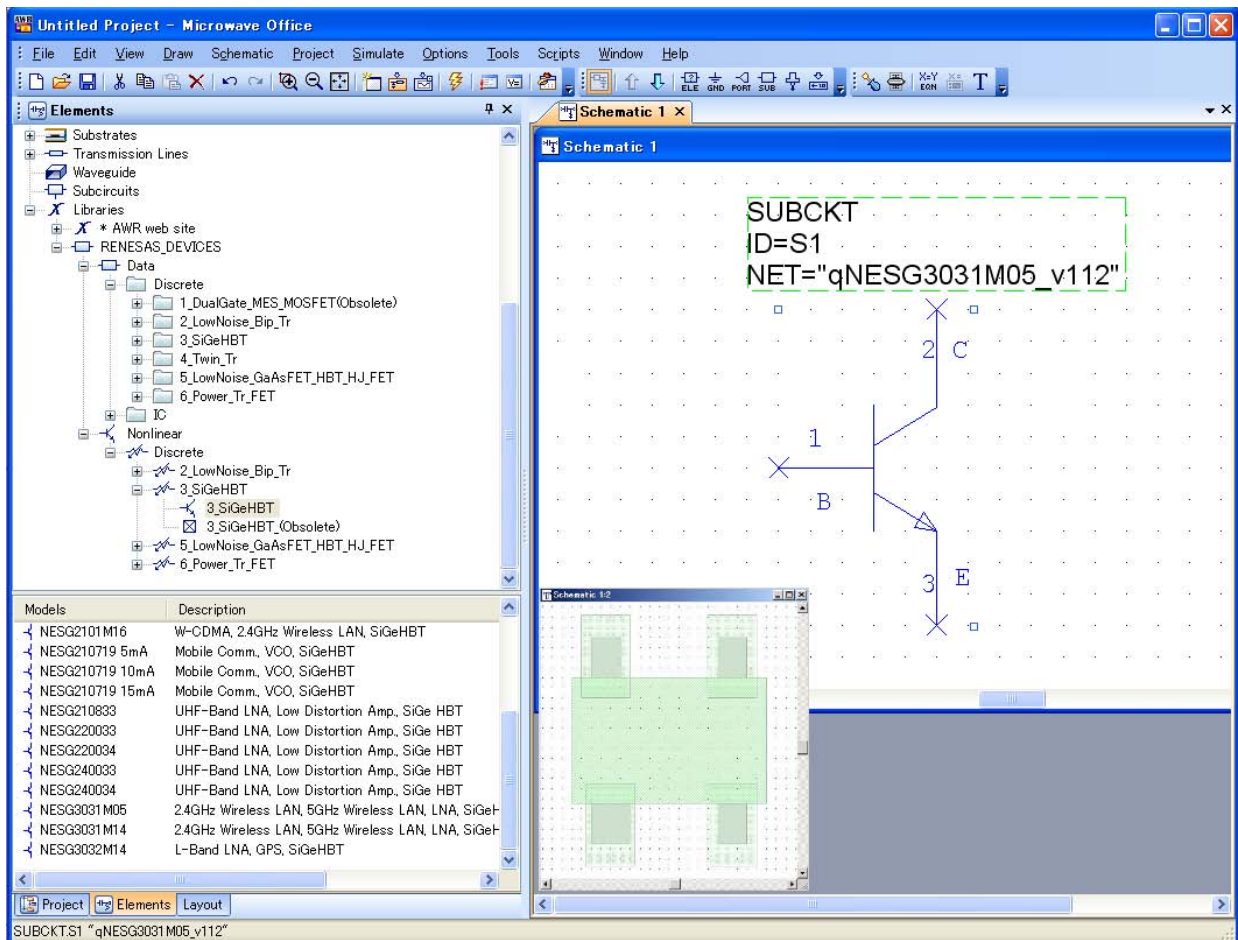 Untitled Project - Microwave Office
File Edit View Draw Schematic Project Simulate Options Tools Scripts Window Help
ELE GND PORT SUB X=Y EQN X= T
Elements
Schematic 1
Substrates
Transmission Lines
Waveguide
Subcircuits
Libraries
* AWR web site
RENESAS_DEVICES
Data
Discrete
1_DualGate_MES_MOSFET(Obsolete)
2_LowNoise_Bip_Tr
3_SiGeHBT
4_Twin_Tr
5_LowNoise_GaAsFET_HBT_HJ_FET
6_Power_Tr_FET
IC
Nonlinear
Discrete
2_LowNoise_Bip_Tr
3_SiGeHBT
3_SiGeHBT
3_SiGeHBT_(Obsolete)
5_LowNoise_GaAsFET_HBT_HJ_FET
6_Power_Tr_FET
Models Description
NESG2101M16 W-CDMA, 2.4GHz Wireless LAN, SiGeHBT
NESG210719 5mA Mobile Comm., VCO, SiGeHBT
NESG210719 10mA Mobile Comm., VCO, SiGeHBT
NESG210719 15mA Mobile Comm., VCO, SiGeHBT
NESG210833 UHF-Band LNA, Low Distortion Amp., SiGe HBT
NESG220033 UHF-Band LNA, Low Distortion Amp., SiGe HBT
NESG220034 UHF-Band LNA, Low Distortion Amp., SiGe HBT
NESG240033 UHF-Band LNA, Low Distortion Amp., SiGe HBT
NESG240034 UHF-Band LNA, Low Distortion Amp., SiGe HBT
NESG3031M05 2.4GHz Wireless LAN, 5GHz Wireless LAN, LNA, SiGeH
NESG3031M14 2.4GHz Wireless LAN, 5GHz Wireless LAN, LNA, SiGeH
NESG3032M14 L-Band LNA, GPS, SiGeHBT
Project Elements Layout
SUBCKT.S1 "qNESG3031M05_v112"
Schematic 1
SUBCKT
ID=S1
NET="qNESG3031M05_v112"
2 C
1
B
3 E
Schematic 1:2